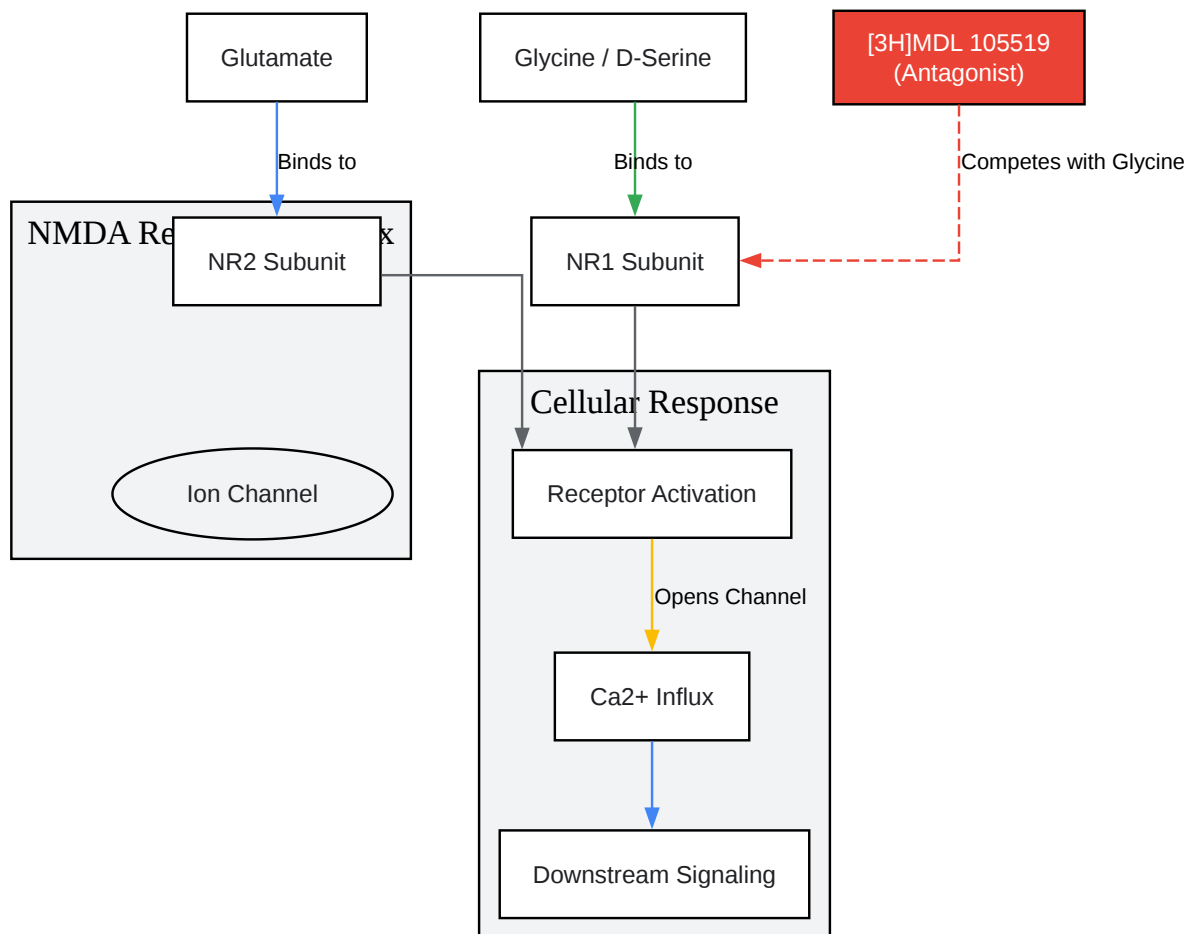 Glutamate
Glycine / D-Serine
[3H]MDL 105519
(Antagonist)
Binds to
Binds to
Competes with Glycine
NMDA
NR2 Subunit
NR1 Subunit
Cellular Response
Ion Channel
Receptor Activation
Opens Channel
Ca2+ Influx
Downstream Signaling